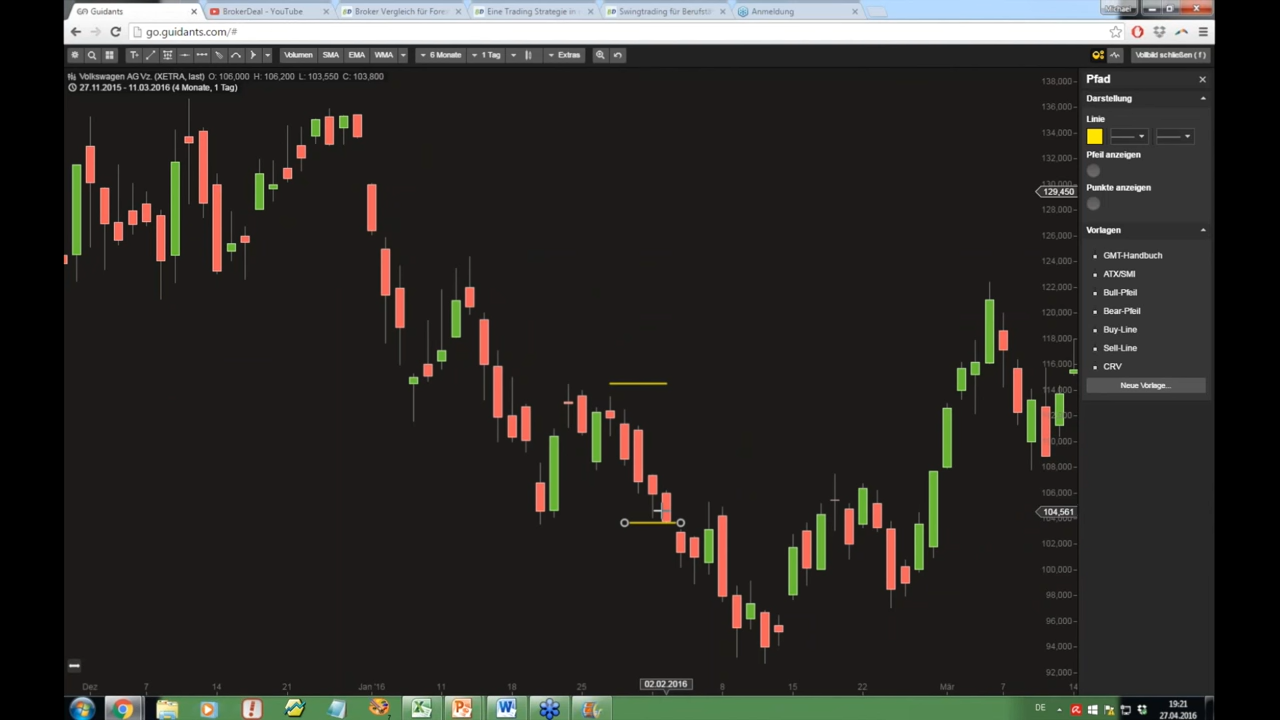 Guidants
BrokerDeal - YouTube
Broker Vergleich für Fore
Eine Trading Strategie in
Swingtrading für Berufstä
Anmeldung
Michael
go.guidants.com/#
Volumen SMA EMA WMA 6 Monate 1 Tag Extras
Vollbild schließen ( f )
Volkswagen AG Vz. (XETRA, last) O: 106,000 H: 106,200 L: 103,550 C: 103,800
27.11.2015 - 11.03.2016 (4 Monate, 1 Tag)
138,000
136,000
134,000
132,000
130,000
129,450
128,000
126,000
124,000
122,000
120,000
118,000
116,000
114,000
112,000
110,000
108,000
106,000
104,561
104,000
102,000
100,000
98,000
96,000
94,000
92,000
Dez 7 14 21 Jan '16 11 18 25 02.02.2016 8 15 22 Mär 7 14
Pfad
Darstellung
Linie
Pfeil anzeigen
Punkte anzeigen
Vorlagen
GMT-Handbuch
ATX/SMI
Bull-Pfeil
Bear-Pfeil
Buy-Line
Sell-Line
CRV
Neue Vorlage...
DE
19:21
27.04.2016